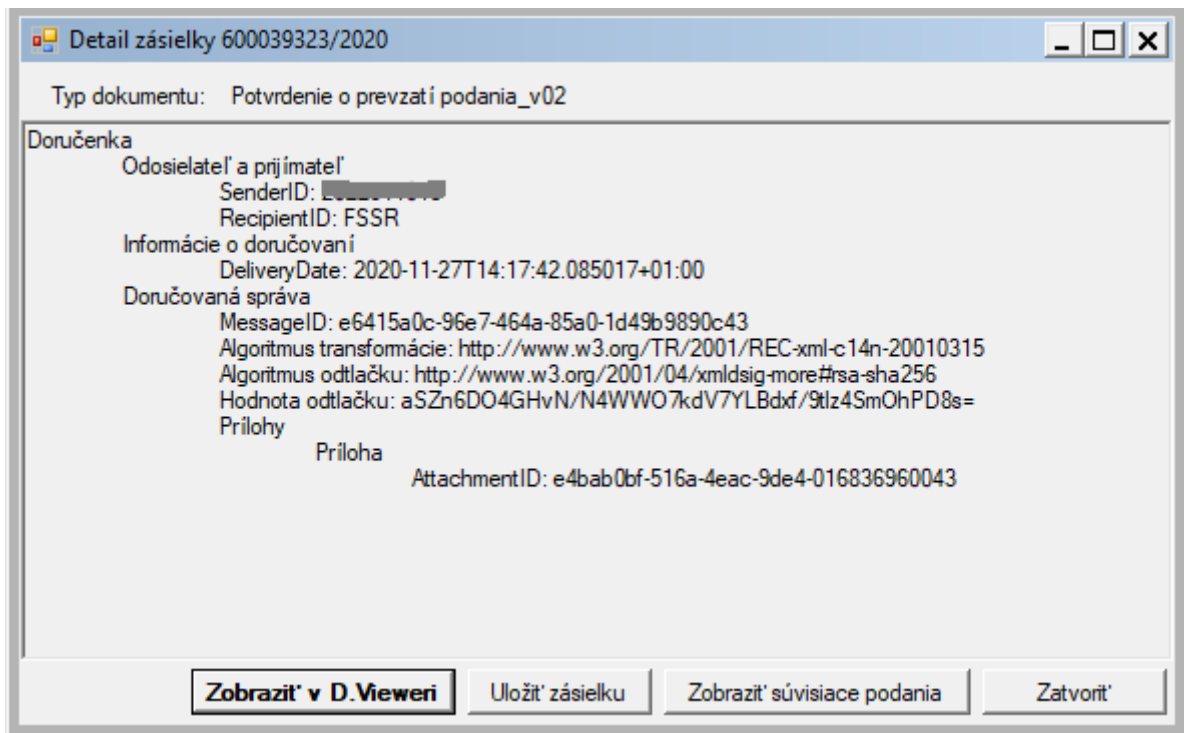 Detail zásielky 600039323/2020
Typ dokumentu: Potvrdenie o prevzatí podania_v02
Doručenka
Odosielateľ a prijímateľ
SenderID:
RecipientID: FSSR
Informácie o doručovaní
DeliveryDate: 2020-11-27T14:17:42.085017+01:00
Doručovaná správa
MessageID: e6415a0c-96e7-464a-85a0-1d49b9890c43
Algoritmus transformácie: http://www.w3.org/TR/2001/REC-xml-c14n-20010315
Algoritmus odtlačku: http://www.w3.org/2001/04/xmldsig-more#rsa-sha256
Hodnota odtlačku: aSZn6DO4GHvN/N4WWO7kdV7YLBdxf/9tIz4SmOhPD8s=
Prílohy
Príloha
AttachmentID: e4bab0bf-516a-4eac-9de4-016836960043
Zobraziť v D.Vieweri
Uložiť zásielku
Zobraziť súvisiace podania
Zatvoriť